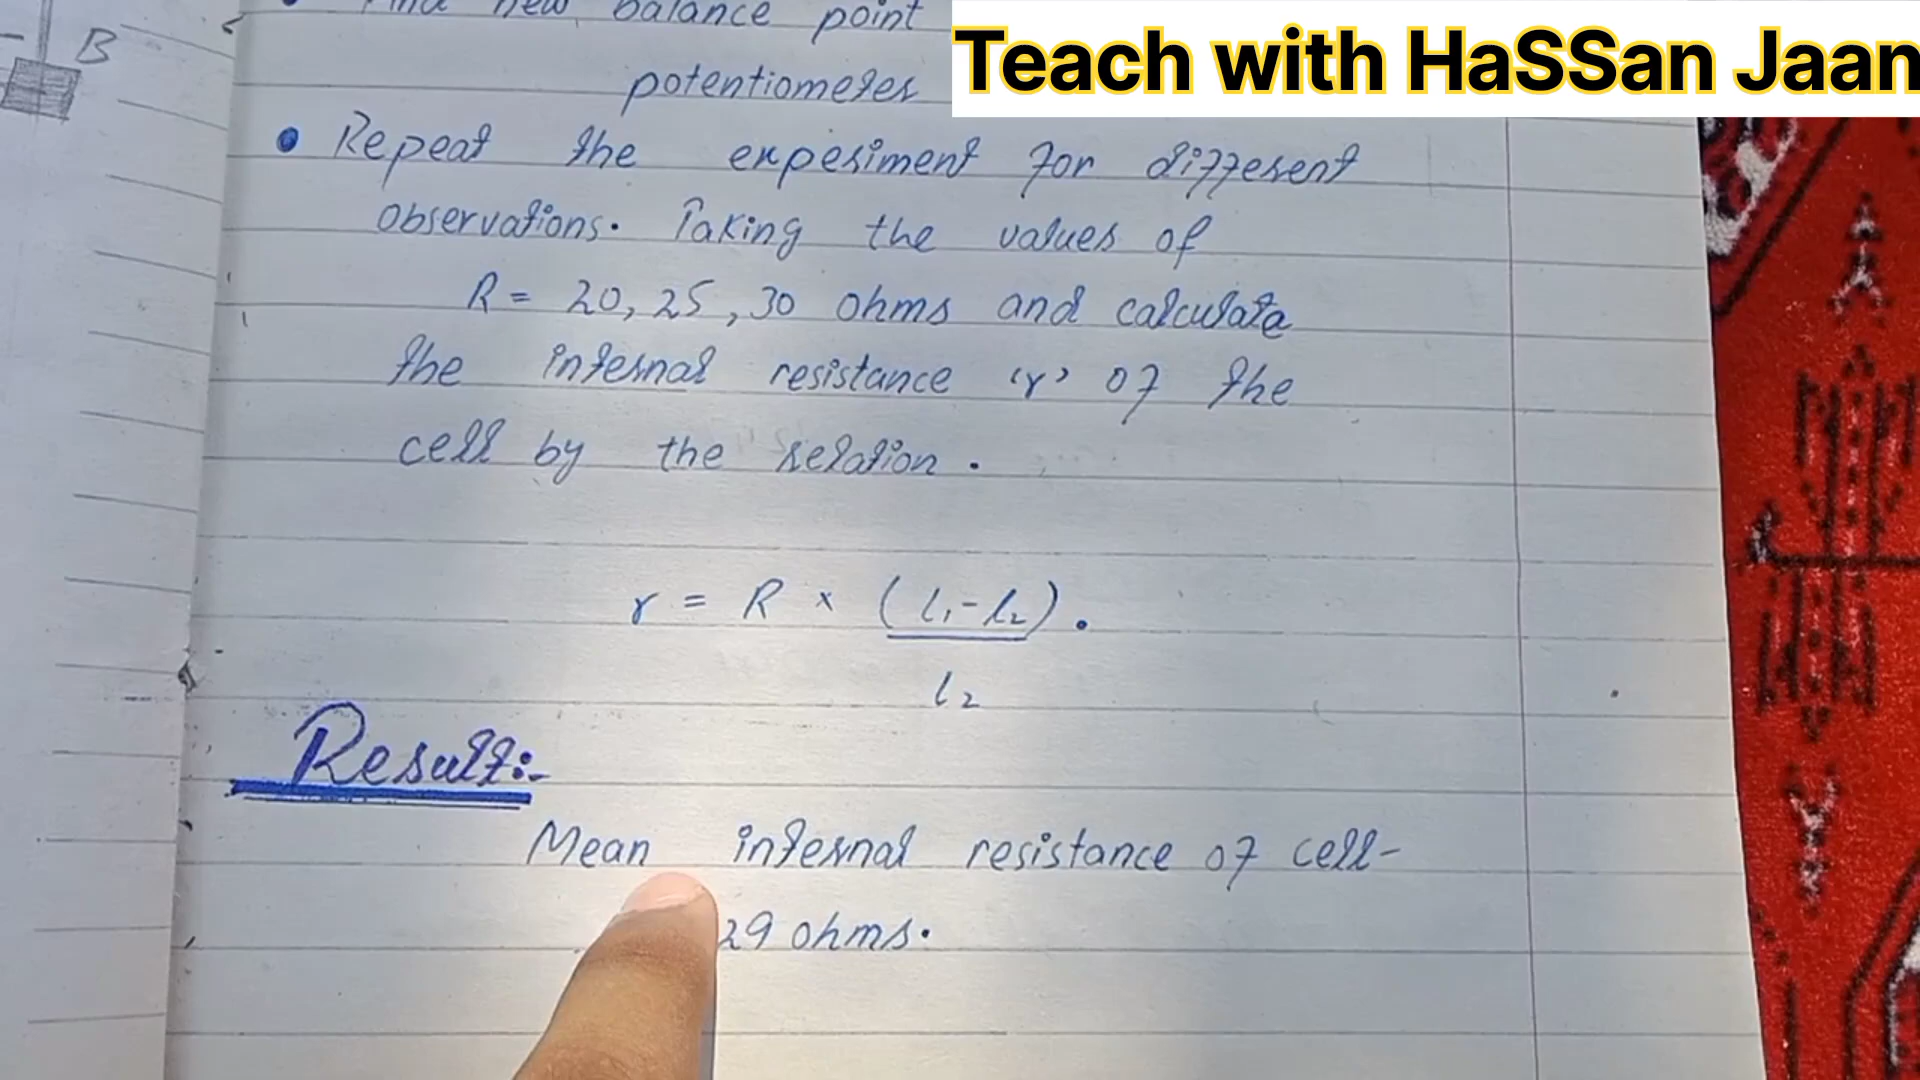 B
Find new balance point
Teach with HaSSan Jaan
potentiometer
• Repeat the experiment for different
observations. Taking the values of
R = 20, 25, 30 ohms and calculate
the internal resistance 'r' of the
cell by the relation.
r = R × (l₁-l₂).
l₂
Result:-
Mean internal resistance of cell-
29 ohms.